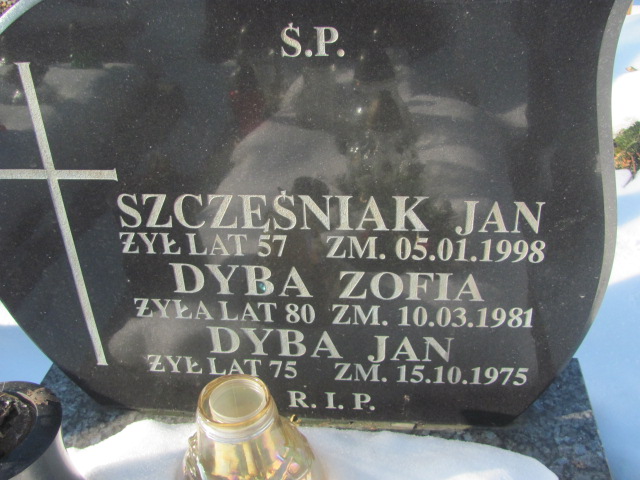 Ś.P.
SZCZĘŚNIAK JAN
ŻYŁ LAT 57 ZM. 05.01.1998
DYBA ZOFIA
ŻYŁA LAT 80 ZM. 10.03.1981
DYBA JAN
ŻYŁ LAT 75 ZM. 15.10.1975
R.I.P.